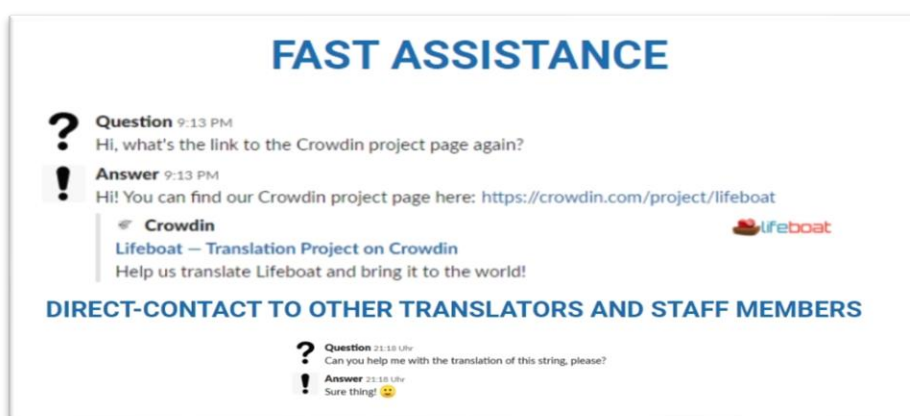 FAST ASSISTANCE
Question 9:13 PM
Hi, what's the link to the Crowdin project page again?
Answer 9:13 PM
Hi! You can find our Crowdin project page here: https://crowdin.com/project/lifeboat
Crowdin
lifeboat
Lifeboat — Translation Project on Crowdin
Help us translate Lifeboat and bring it to the world!
DIRECT-CONTACT TO OTHER TRANSLATORS AND STAFF MEMBERS
Question 21:18 Uhr
Can you help me with the translation of this string, please?
Answer 21:18 Uhr
Sure thing! 🙂